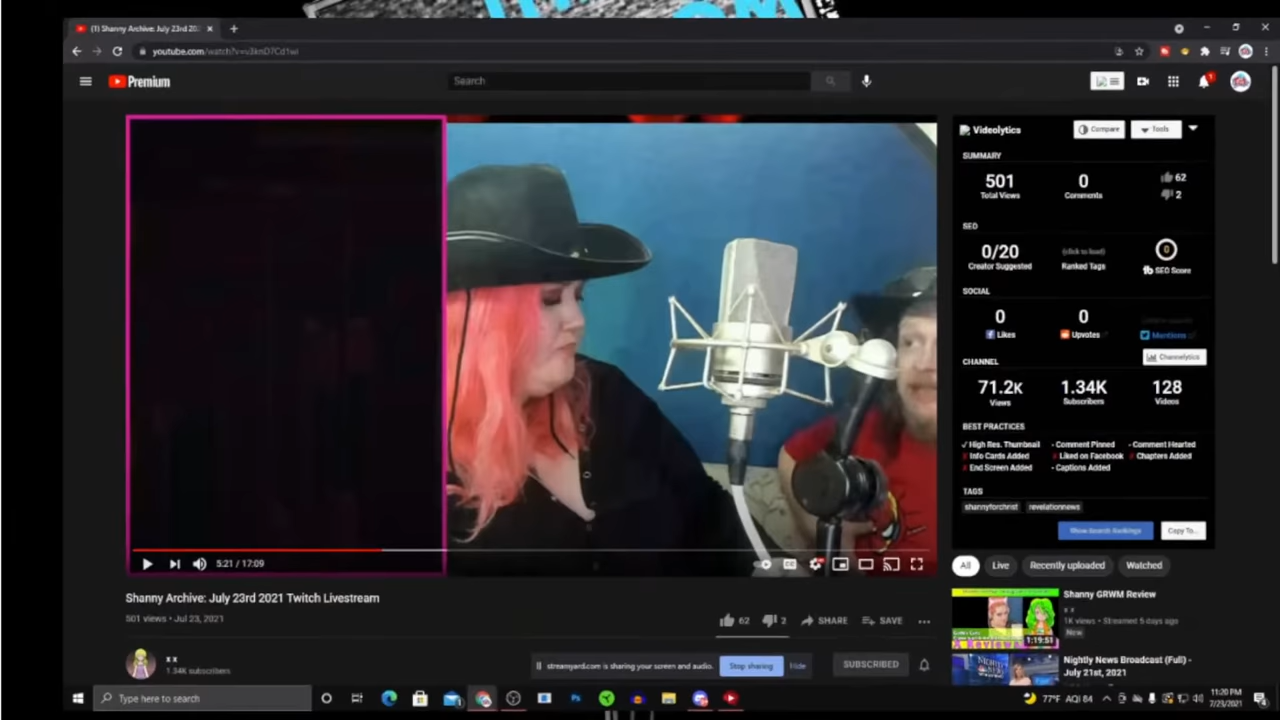 (1) Shanny Archive: July 23rd 202
youtube.com/watch?v=v3knD7Cd1wI
Premium
Search
1
Videolytics
Compare
Tools
SUMMARY
501
0
62
Total Views
Comments
2
SEO
0/20
(click to load)
0
Creator Suggested
Ranked Tags
SEO Score
SOCIAL
0
0
Likes
Upvotes
Mentions
CHANNEL
Channelytics
71.2K
1.34K
128
Views
Subscribers
Videos
BEST PRACTICES
High Res. Thumbnail
- Comment Pinned
- Comment Hearted
Info Cards Added
Liked on Facebook
Chapters Added
End Screen Added
- Captions Added
TAGS
shannyforchrist
revelationnews
Show Search Rankings
Copy To...
5:21 / 17:09
All
Live
Recently uploaded
Watched
Shanny Archive: July 23rd 2021 Twitch Livestream
501 views • Jul 23, 2021
62
2
SHARE
SAVE
x x
1.34K subscribers
streamyard.com is sharing your screen and audio.
Stop sharing
Hide
SUBSCRIBED
Shanny GRWM Review
x x
1K views • Streamed 5 days ago
New
1:19:51
Nightly News Broadcast (Full) -
July 21st, 2021
Type here to search
77°F AQI 84
11:20 PM
7/23/2021